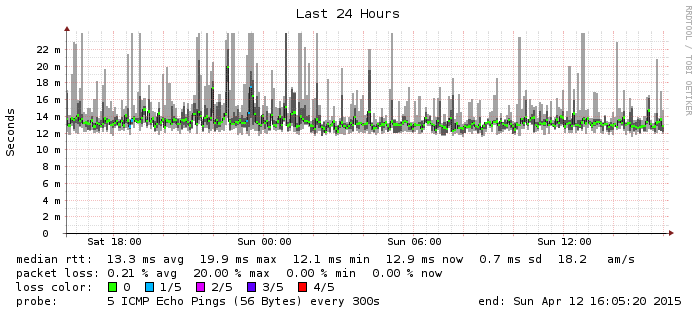 Last 24 Hours
RRDTOOL / TOBI OETIKER
Seconds
22 m
20 m
18 m
16 m
14 m
12 m
10 m
8 m
6 m
4 m
2 m
0
Sat 18:00 Sun 00:00 Sun 06:00 Sun 12:00
median rtt: 13.3 ms avg 19.9 ms max 12.1 ms min 12.9 ms now 0.7 ms sd 18.2 am/s
packet loss: 0.21 % avg 20.00 % max 0.00 % min 0.00 % now
loss color: 0 1/5 2/5 3/5 4/5
probe: 5 ICMP Echo Pings (56 Bytes) every 300s end: Sun Apr 12 16:05:20 2015